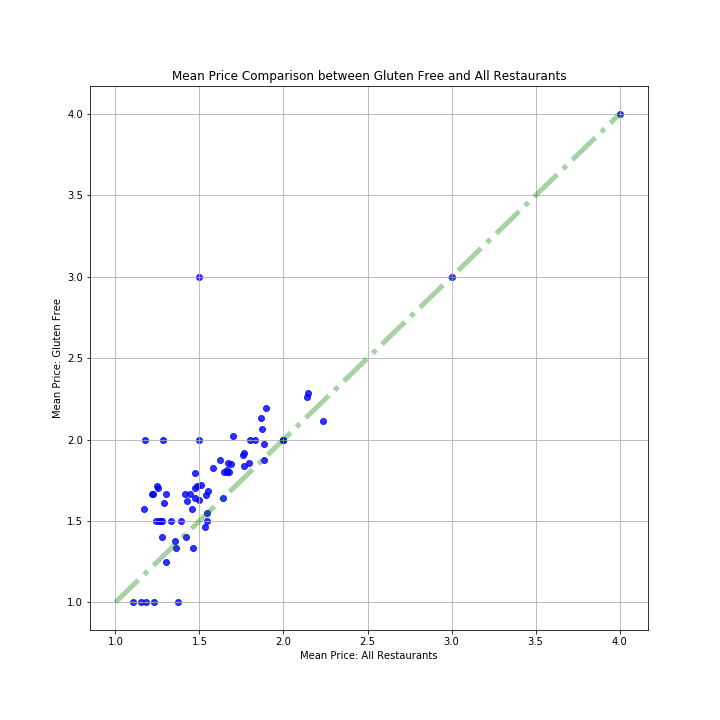 Mean Price Comparison between Gluten Free and All Restaurants
Mean Price: Gluten Free
4.0
3.5
3.0
2.5
2.0
1.5
1.0
1.0 1.5 2.0 2.5 3.0 3.5 4.0
Mean Price: All Restaurants